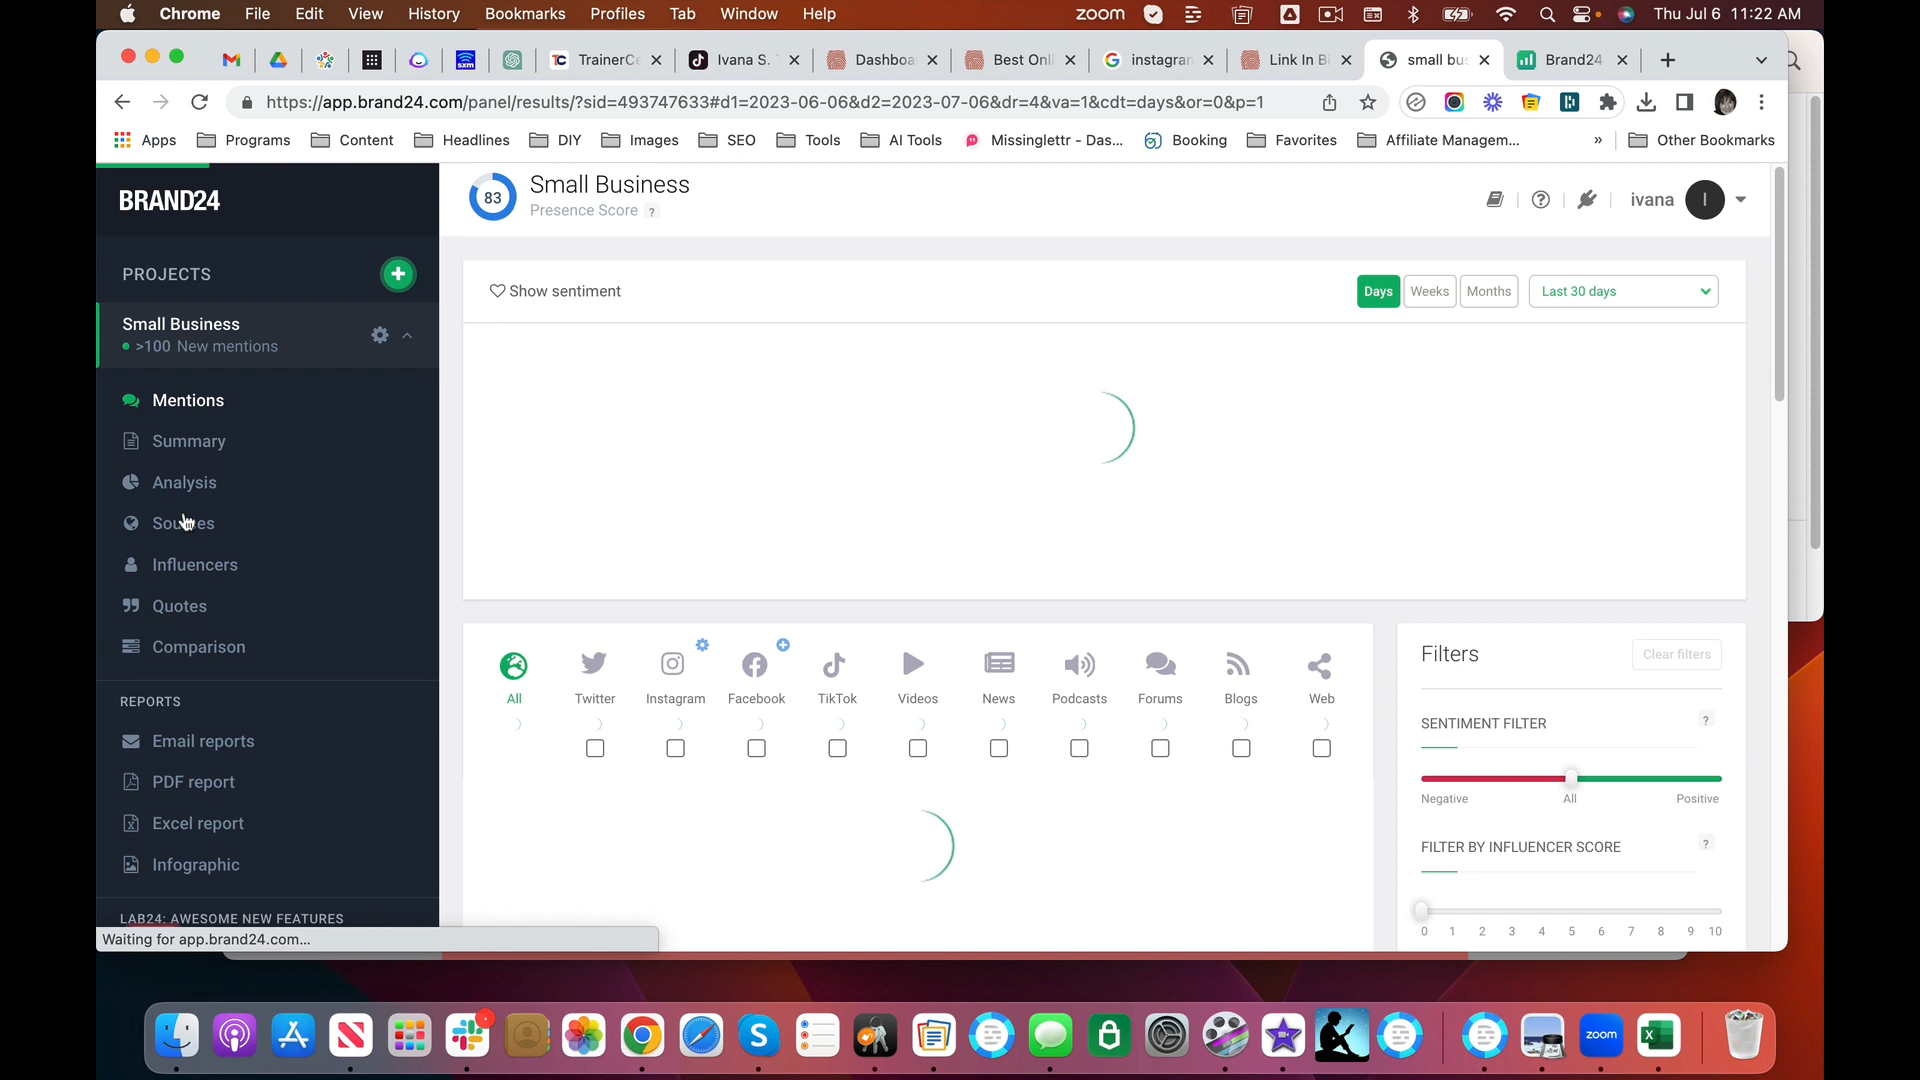 Chrome File Edit View History Bookmarks Profiles Tab Window Help zoom Thu Jul 6 11:22 AM
TrainerCe Ivana S. Dashboa Best Onli instagram Link In Bi small bus Brand24
https://app.brand24.com/panel/results/?sid=493747633#d1=2023-06-06&d2=2023-07-06&dr=4&va=1&cdt=days&or=0&p=1
Apps Programs Content Headlines DIY Images SEO Tools AI Tools Missinglettr - Das... Booking Favorites Affiliate Managem... » Other Bookmarks
BRAND24
83
Small Business
Presence Score ?
ivana I
PROJECTS
Small Business
>100 New mentions
Mentions
Summary
Analysis
Sources
Influencers
Quotes
Comparison
REPORTS
Email reports
PDF report
Excel report
Infographic
LAB24: AWESOME NEW FEATURES
Waiting for app.brand24.com...
Show sentiment
Days Weeks Months Last 30 days
All Twitter Instagram Facebook TikTok Videos News Podcasts Forums Blogs Web
Filters
Clear filters
SENTIMENT FILTER ?
Negative All Positive
FILTER BY INFLUENCER SCORE ?
0 1 2 3 4 5 6 7 8 9 10
sxm
zoom